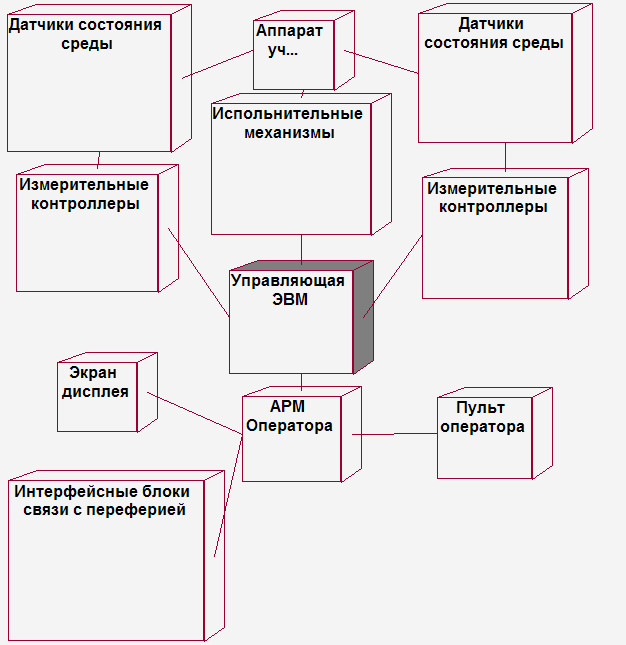 Датчики состояния
среды
Аппарат
уч...
Датчики
состояния среды
Испольнительные
механизмы
Измерительные
контроллеры
Измерительные
контроллеры
Управляющая
ЭВМ
Экран
дисплея
АРМ
Оператора
Пульт
оператора
Интерфейсные блоки
связи с переферией